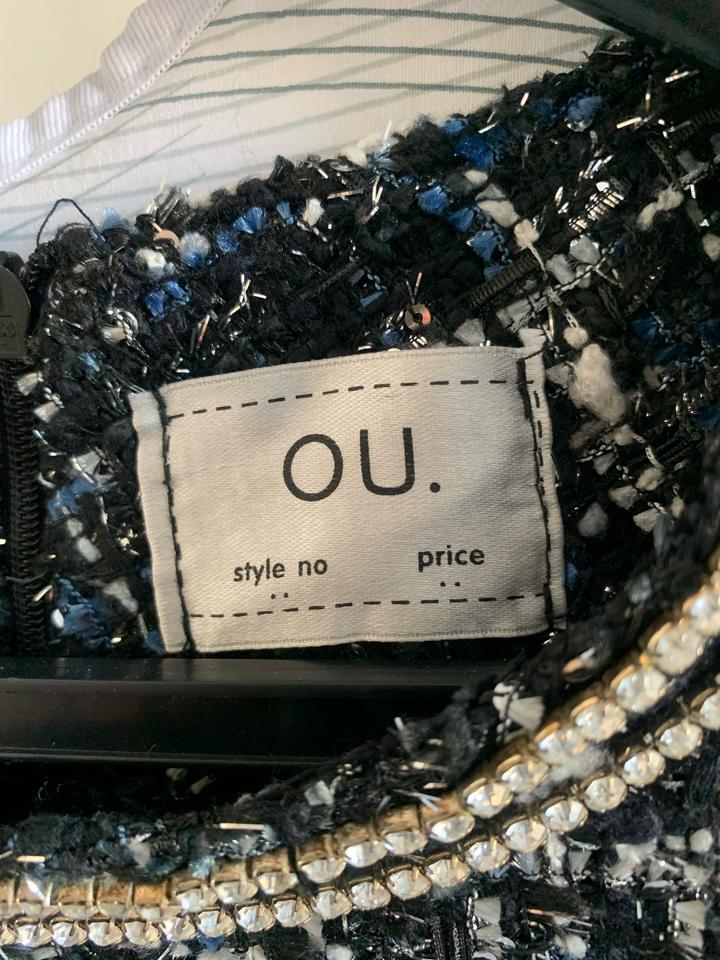 OU.
style no
price